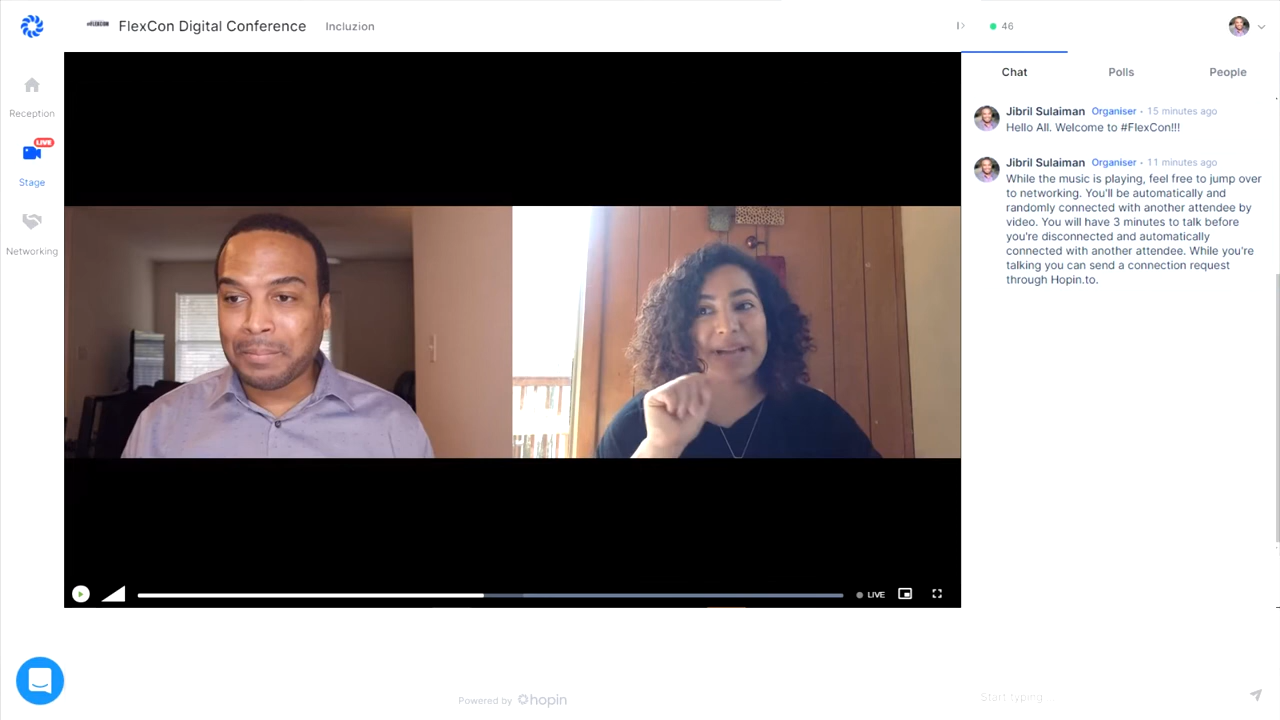 #FLEXCON FlexCon Digital Conference Incluzion
46
Reception
LIVE
Stage
Networking
Chat Polls People
Jibril Sulaiman Organiser • 15 minutes ago
Hello All. Welcome to #FlexCon!!!
Jibril Sulaiman Organiser • 11 minutes ago
While the music is playing, feel free to jump over
to networking. You'll be automatically and
randomly connected with another attendee by
video. You will have 3 minutes to talk before
you're disconnected and automatically
connected with another attendee. While you're
talking you can send a connection request
through Hopin.to.
LIVE
Powered by hopin
Start typing...